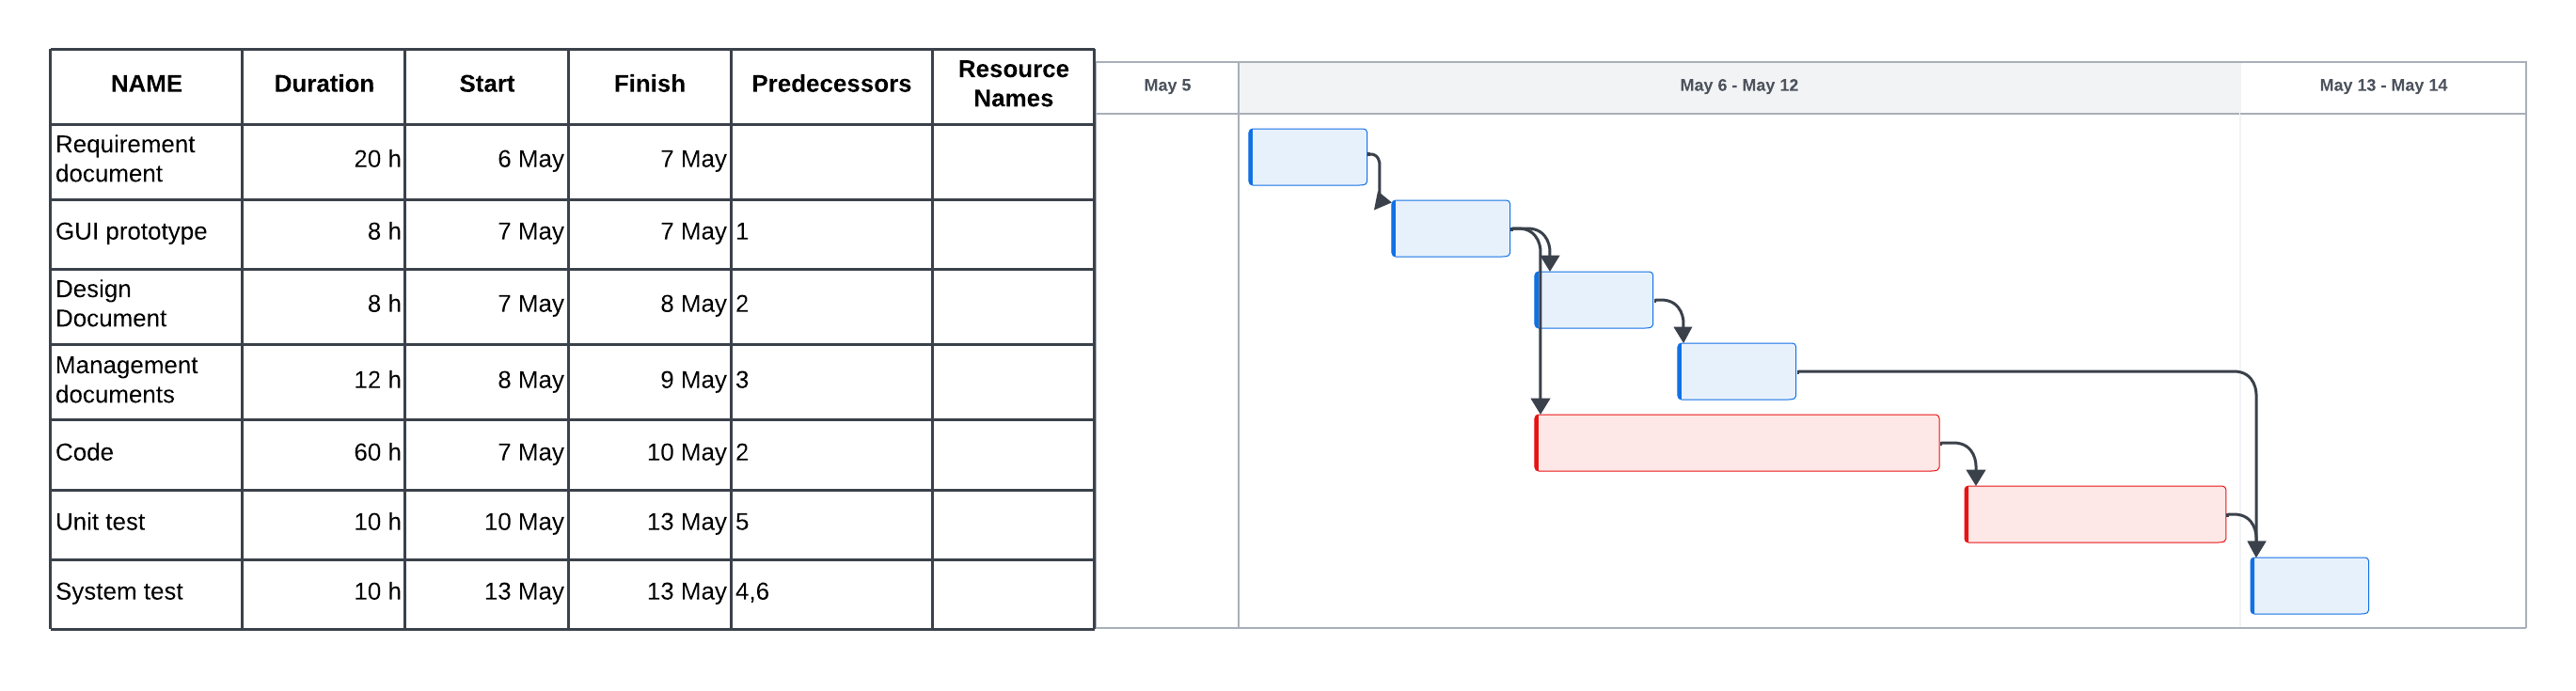 NAME Duration Start Finish Predecessors Resource Names
May 5 May 6 - May 12 May 13 - May 14
Requirement document 20 h 6 May 7 May
GUI prototype 8 h 7 May 7 May 1
Design Document 8 h 7 May 8 May 2
Management documents 12 h 8 May 9 May 3
Code 60 h 7 May 10 May 2
Unit test 10 h 10 May 13 May 5
System test 10 h 13 May 13 May 4,6